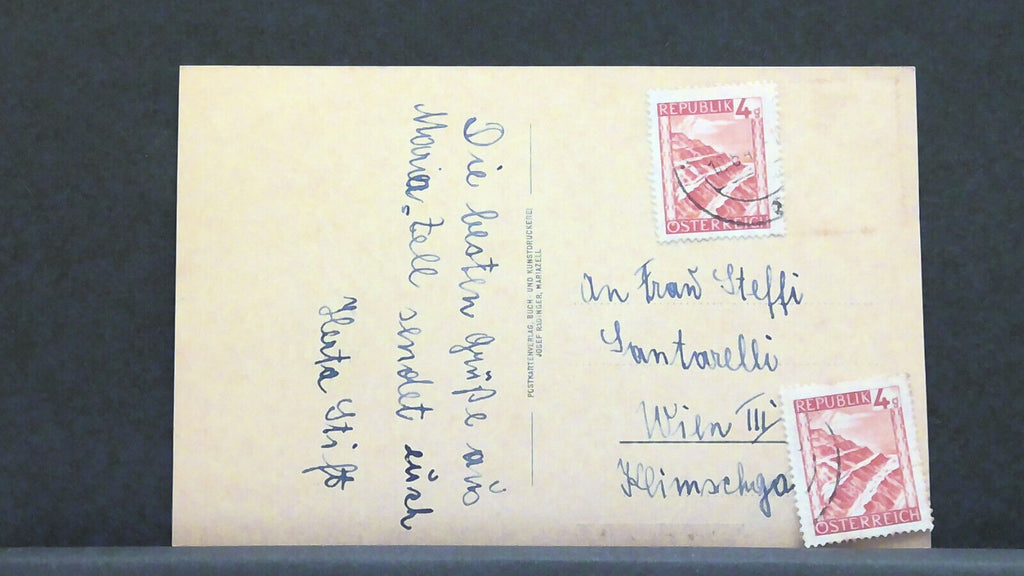 Die besten Grüße aus
Maria-Zell sendet euch
Herta Stift
POSTKARTENVERLAG, BUCH- UND KUNSTDRUCKEREI
JOSEF RADINGER, MARIAZELL
REPUBLIK 4g
ÖSTERREICH
An Frau Steffi
Santarelli
Wien III
Klimschga
REPUBLIK 4g
ÖSTERREICH